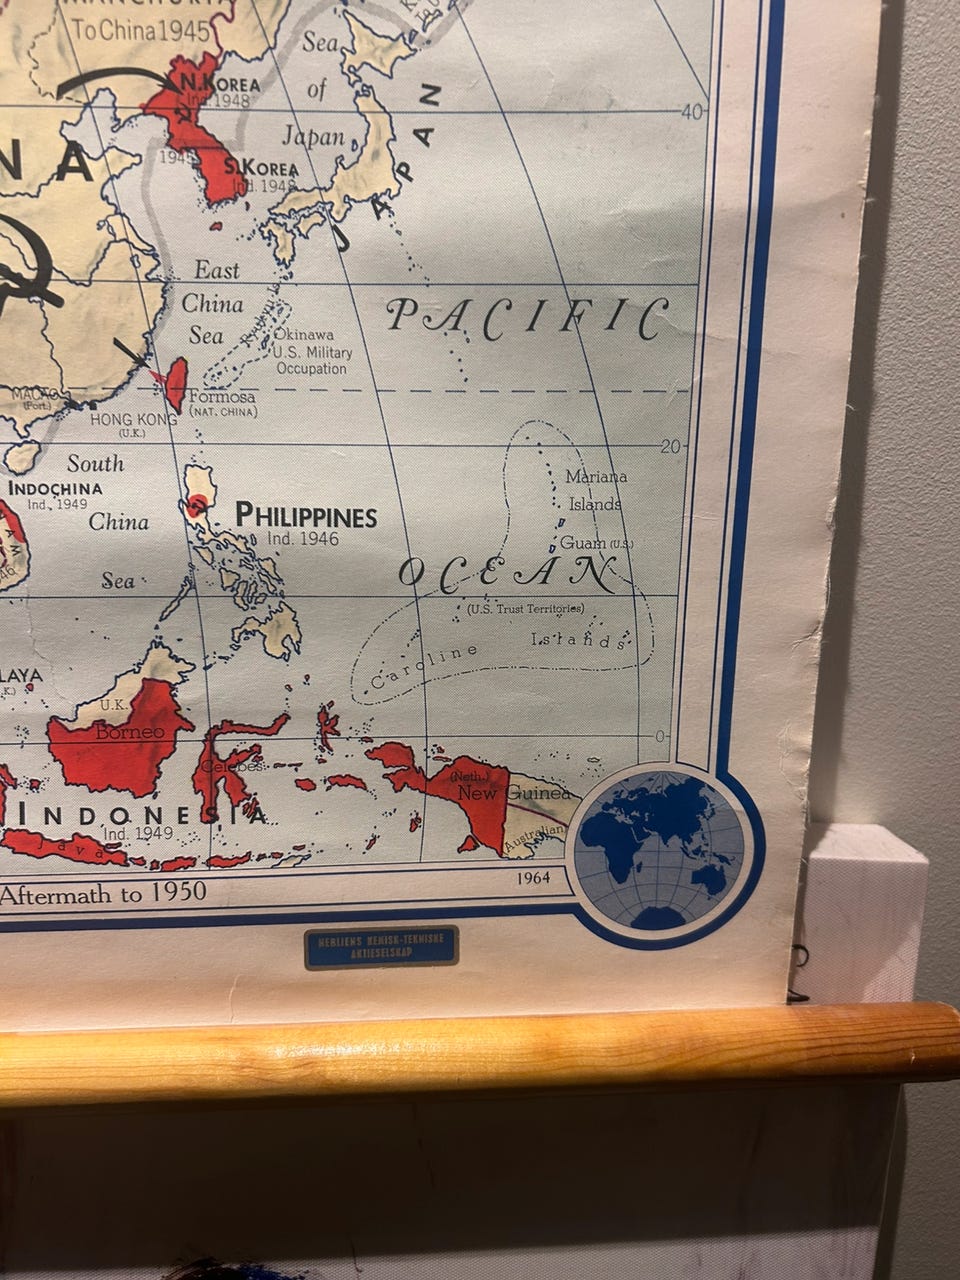 To China 1945
Sea
of
Japan
N. KOREA
Ind. 1948
40
N A
1945
S. KOREA
Ind. 1948
JAPAN
East
China
Sea
PACIFIC
Okinawa
U.S. Military
Occupation
MACAO
(Port.)
Formosa
(NAT. CHINA)
HONG KONG
(U.K.)
20
South
China
Sea
INDOCHINA
Ind. 1949
Mariana
Islands
Guam (U.S.)
PHILIPPINES
Ind. 1946
OCEAN
(U.S. Trust Territories)
Caroline Islands
LAYA
K.)
U.K.
Borneo
0
Celebes
(Neth.)
New Guinea
INDONESIA
Ind. 1949
Australian
Java
1964
Aftermath to 1950
HERLIENS KEMISK-TEKNISKE
AKTIESELSKAP